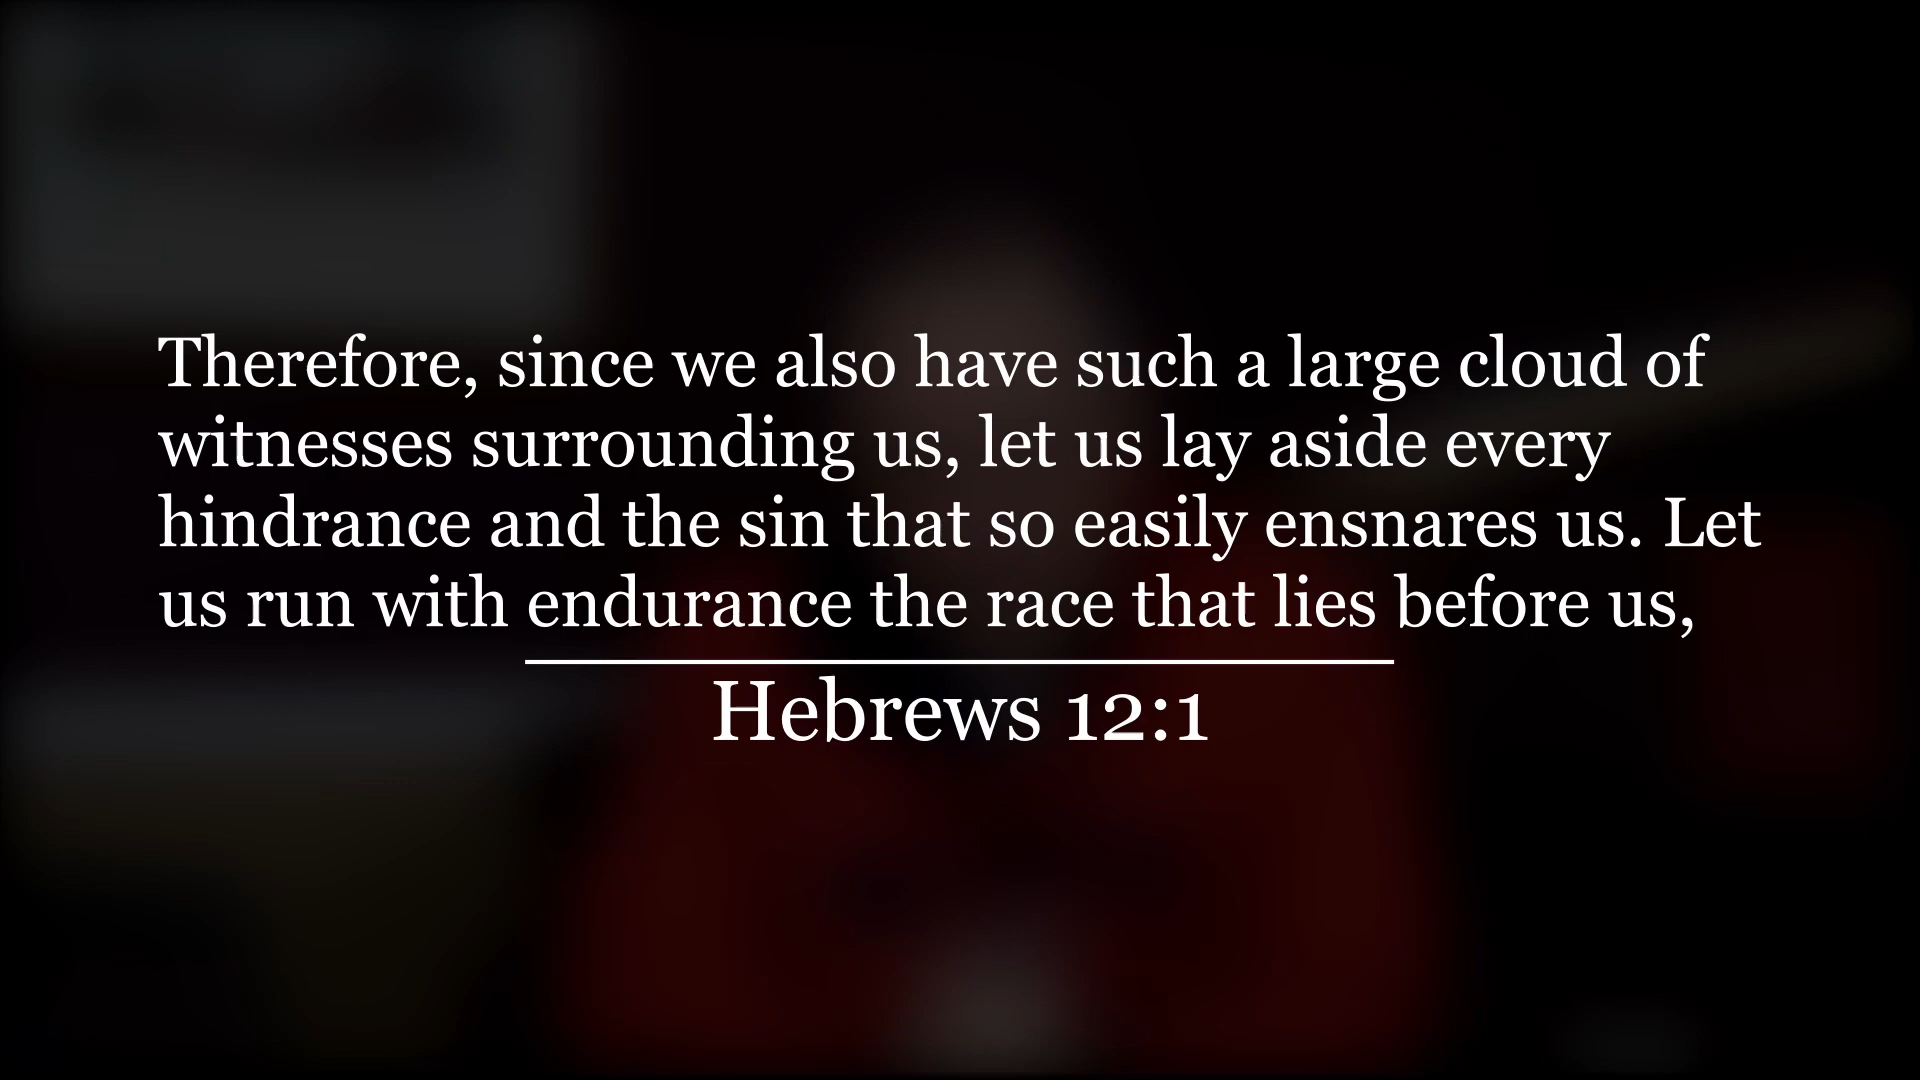 Therefore, since we also have such a large cloud of
witnesses surrounding us, let us lay aside every
hindrance and the sin that so easily ensnares us. Let
us run with endurance the race that lies before us,
Hebrews 12:1